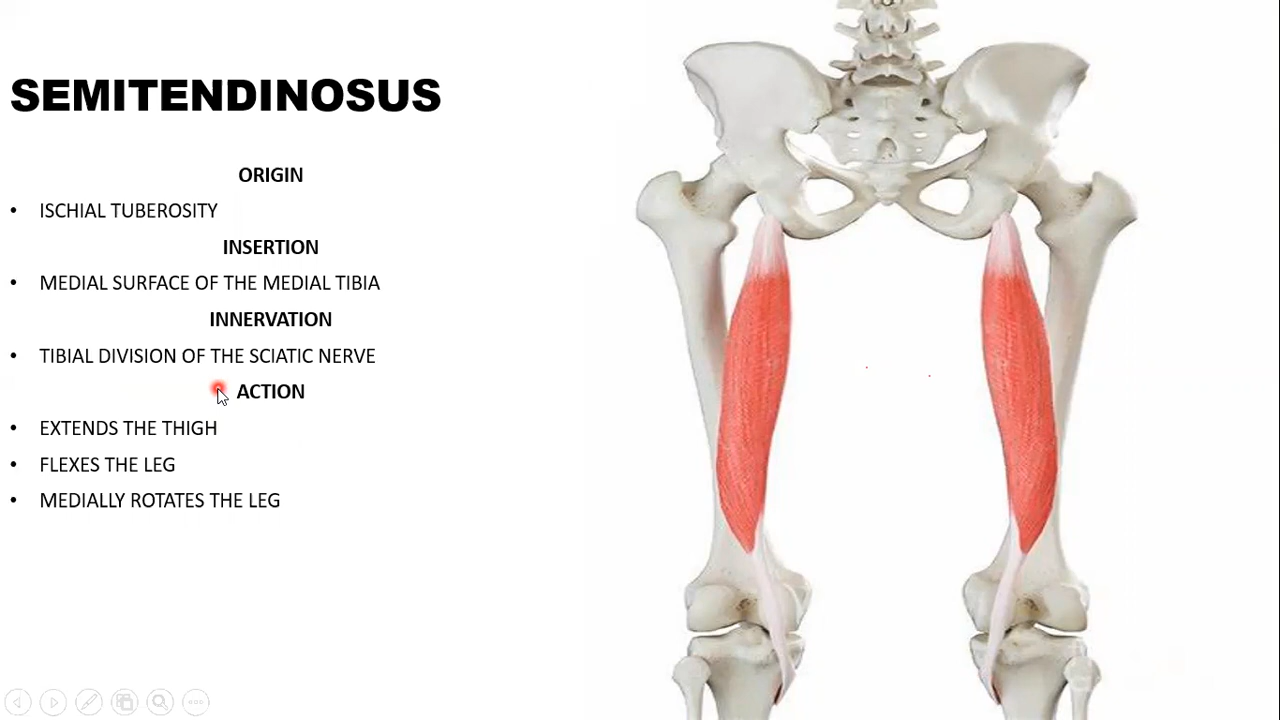 SEMITENDINOSUS
ORIGIN
• ISCHIAL TUBEROSITY
INSERTION
• MEDIAL SURFACE OF THE MEDIAL TIBIA
INNERVATION
• TIBIAL DIVISION OF THE SCIATIC NERVE
ACTION
• EXTENDS THE THIGH
• FLEXES THE LEG
• MEDIALLY ROTATES THE LEG